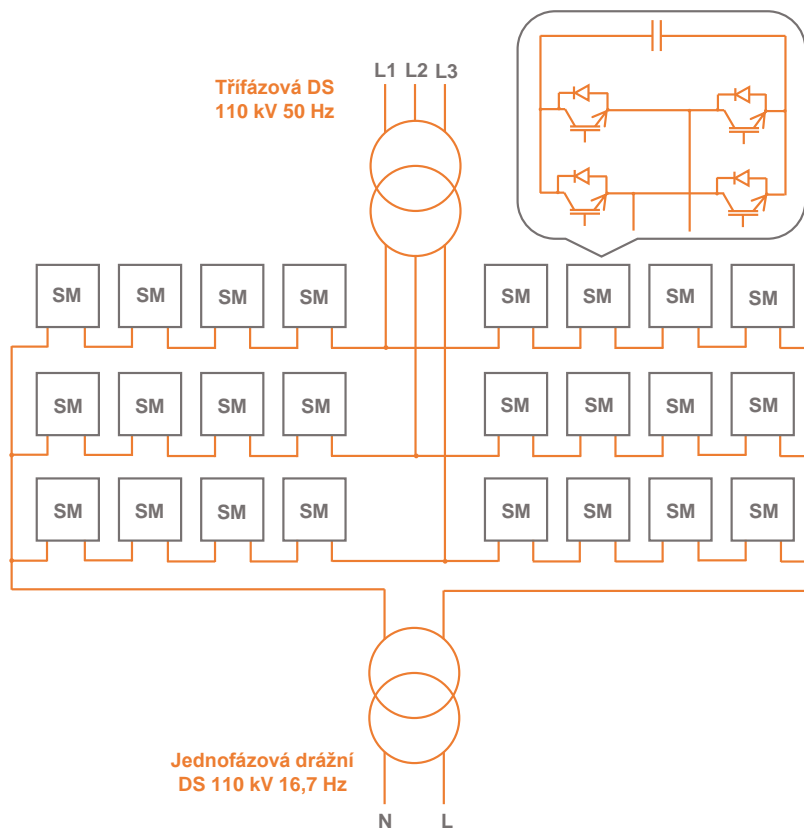 L1 L2 L3
Třífázová DS
110 kV 50 Hz
SM SM SM SM SM SM SM SM
SM SM SM SM SM SM SM SM
SM SM SM SM SM SM SM SM
Jednofázová drážní
DS 110 kV 16,7 Hz
N L